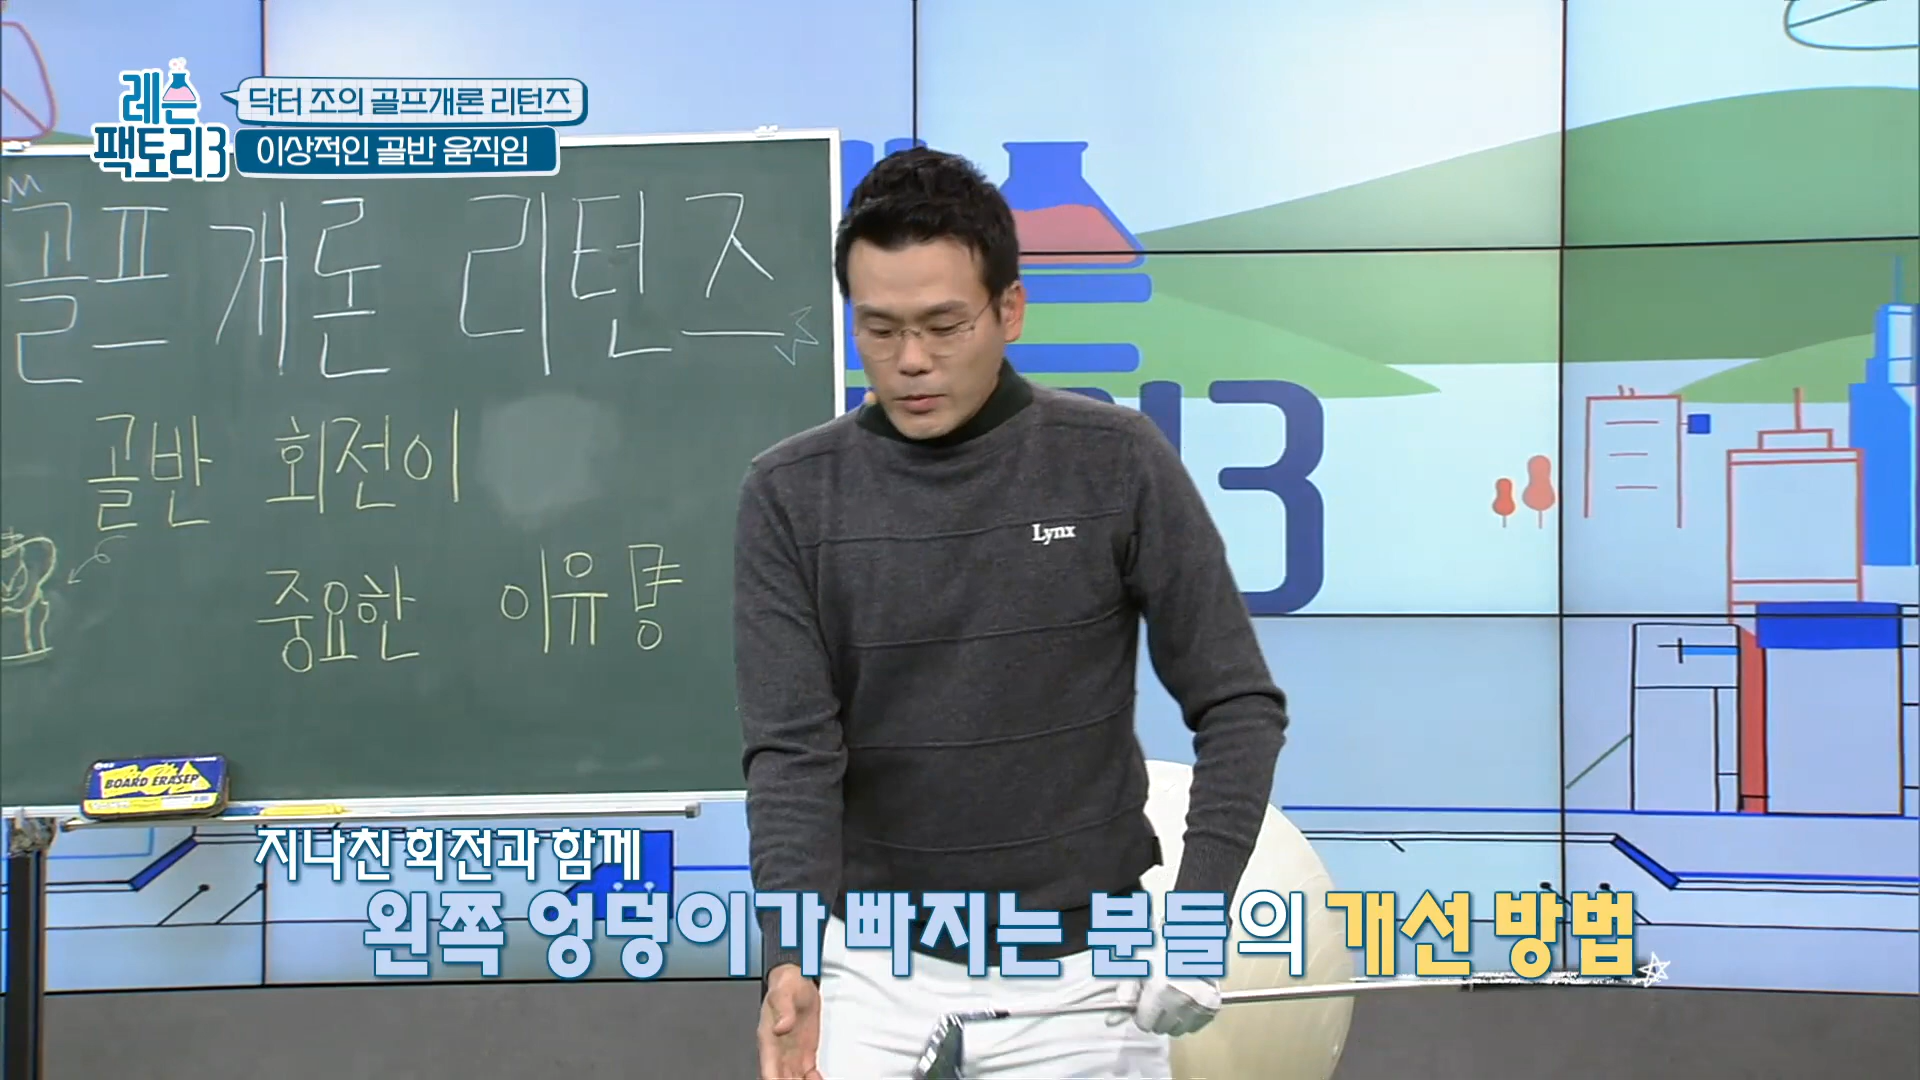 레슨
팩토리3
닥터 조의 골프개론 리턴즈
이상적인 골반 움직임
골프 개론 리턴즈
골반 회전이
중요한 이유
Lynx
BOARD ERASER
지나친 회전과 함께
왼쪽 엉덩이가 빠지는 분들의 개선 방법